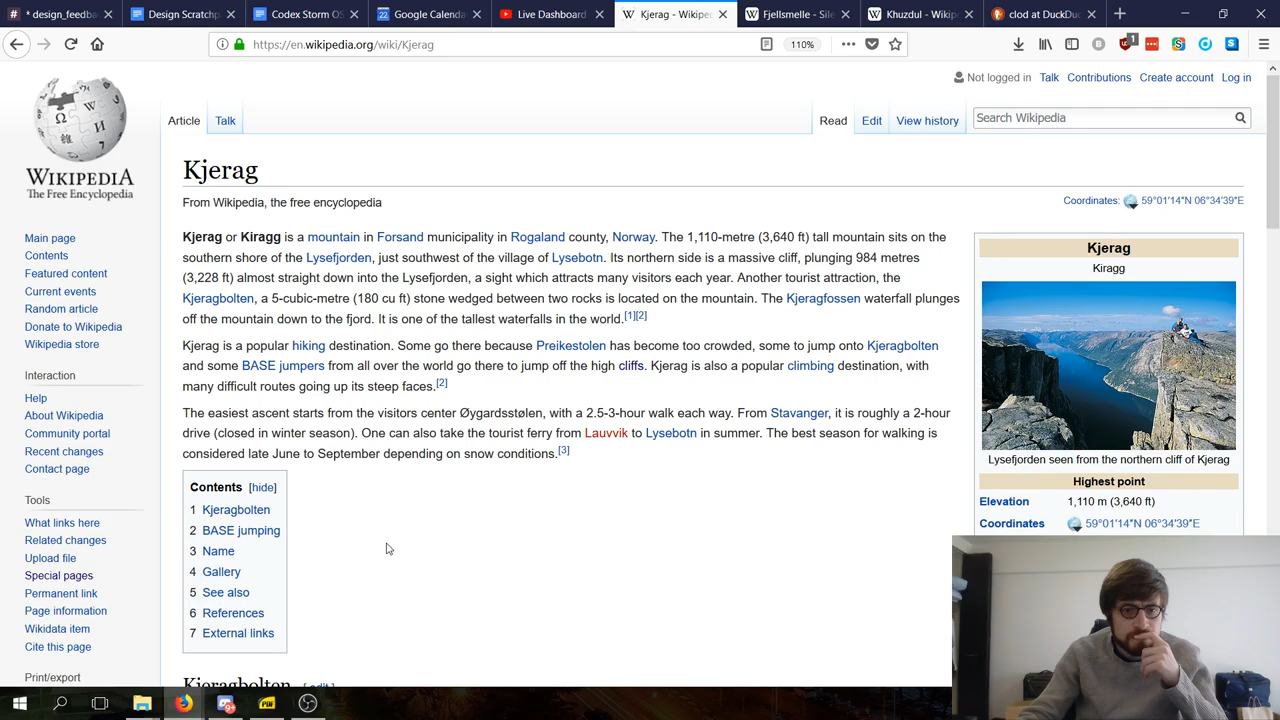 * design_feedba
Design Scratchp
Codex Storm OS
Google Calenda
Live Dashboard
Kjerag - Wikipe
Fjellsmelle - Sile
Khuzdul - Wikip
clod at DuckDu
https://en.wikipedia.org/wiki/Kjerag
110%
1
Not logged in Talk Contributions Create account Log in
Article Talk
Read Edit View history
Search Wikipedia
WIKIPEDIA
The Free Encyclopedia
Main page
Contents
Featured content
Current events
Random article
Donate to Wikipedia
Wikipedia store
Interaction
Help
About Wikipedia
Community portal
Recent changes
Contact page
Tools
What links here
Related changes
Upload file
Special pages
Permanent link
Page information
Wikidata item
Cite this page
Print/export
Kjerag
From Wikipedia, the free encyclopedia
Coordinates: 59°01′14″N 06°34′39″E
Kjerag or Kiragg is a mountain in Forsand municipality in Rogaland county, Norway. The 1,110-metre (3,640 ft) tall mountain sits on the
southern shore of the Lysefjorden, just southwest of the village of Lysebotn. Its northern side is a massive cliff, plunging 984 metres
(3,228 ft) almost straight down into the Lysefjorden, a sight which attracts many visitors each year. Another tourist attraction, the
Kjeragbolten, a 5-cubic-metre (180 cu ft) stone wedged between two rocks is located on the mountain. The Kjeragfossen waterfall plunges
off the mountain down to the fjord. It is one of the tallest waterfalls in the world.[1][2]
Kjerag is a popular hiking destination. Some go there because Preikestolen has become too crowded, some to jump onto Kjeragbolten
and some BASE jumpers from all over the world go there to jump off the high cliffs. Kjerag is also a popular climbing destination, with
many difficult routes going up its steep faces.[2]
The easiest ascent starts from the visitors center Øygardsstølen, with a 2.5-3-hour walk each way. From Stavanger, it is roughly a 2-hour
drive (closed in winter season). One can also take the tourist ferry from Lauvvik to Lysebotn in summer. The best season for walking is
considered late June to September depending on snow conditions.[3]
Contents [hide]
1 Kjeragbolten
2 BASE jumping
3 Name
4 Gallery
5 See also
6 References
7 External links
Kjeragbolten [ edit ]
Kjerag
Kiragg
Lysefjorden seen from the northern cliff of Kjerag
Highest point
Elevation 1,110 m (3,640 ft)
Coordinates 59°01′14″N 06°34′39″E
PDF